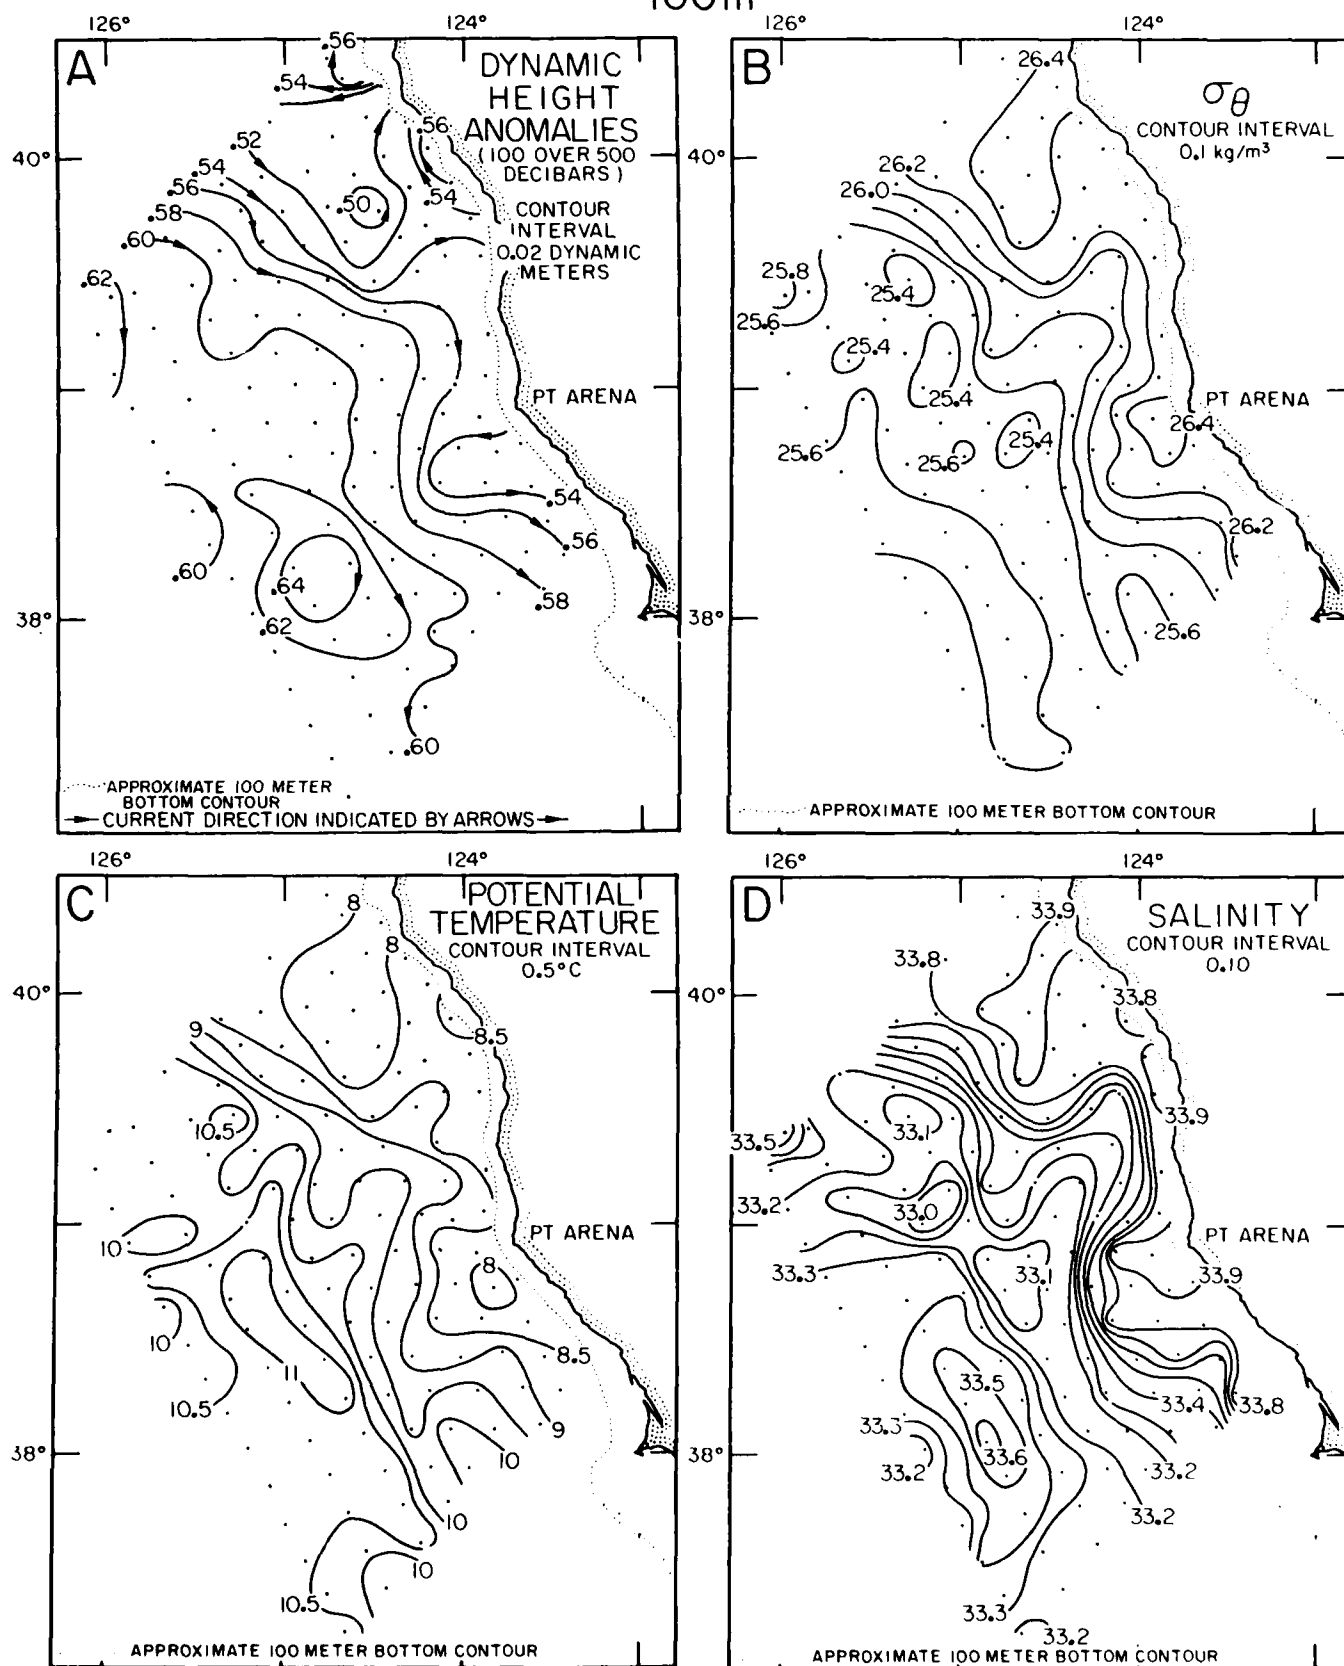 100m
126° 124°
A
DYNAMIC
HEIGHT
ANOMALIES
(100 OVER 500
DECIBARS)
CONTOUR
INTERVAL
0.02 DYNAMIC
METERS
.56
.54
.56
.52
.54
.54
.56
.50
.58
.60
.62
PT ARENA
.54
.56
.60
.64
.58
.62
.60
40°
38°
APPROXIMATE 100 METER
BOTTOM CONTOUR
CURRENT DIRECTION INDICATED BY ARROWS
126° 124°
B
σθ
CONTOUR INTERVAL
0.1 kg/m³
26.4
40°
26.2
26.0
25.8
25.4
25.6
25.4
25.4
PT ARENA
26.4
25.4
25.6
25.6
26.2
25.6
38°
APPROXIMATE 100 METER BOTTOM CONTOUR
126° 124°
C
POTENTIAL
TEMPERATURE
CONTOUR INTERVAL
0.5°C
8
8
40°
9
8.5
10.5
PT ARENA
10
8
10
8.5
11
10.5
9
10
38°
10
10
10.5
APPROXIMATE 100 METER BOTTOM CONTOUR
126° 124°
D
SALINITY
CONTOUR INTERVAL
0.10
33.9
33.8
40°
33.8
33.9
33.1
33.5
33.2
33.0
PT ARENA
33.3
33.1
33.9
33.5
33.4
33.8
33.3
33.6
33.2
33.2
38°
33.2
33.3
33.2
APPROXIMATE 100 METER BOTTOM CONTOUR